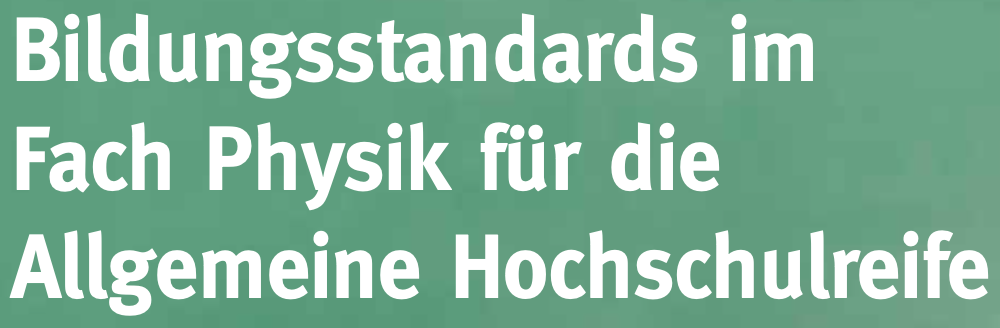 Bildungsstandards im
Fach Physik für die
Allgemeine Hochschulreife